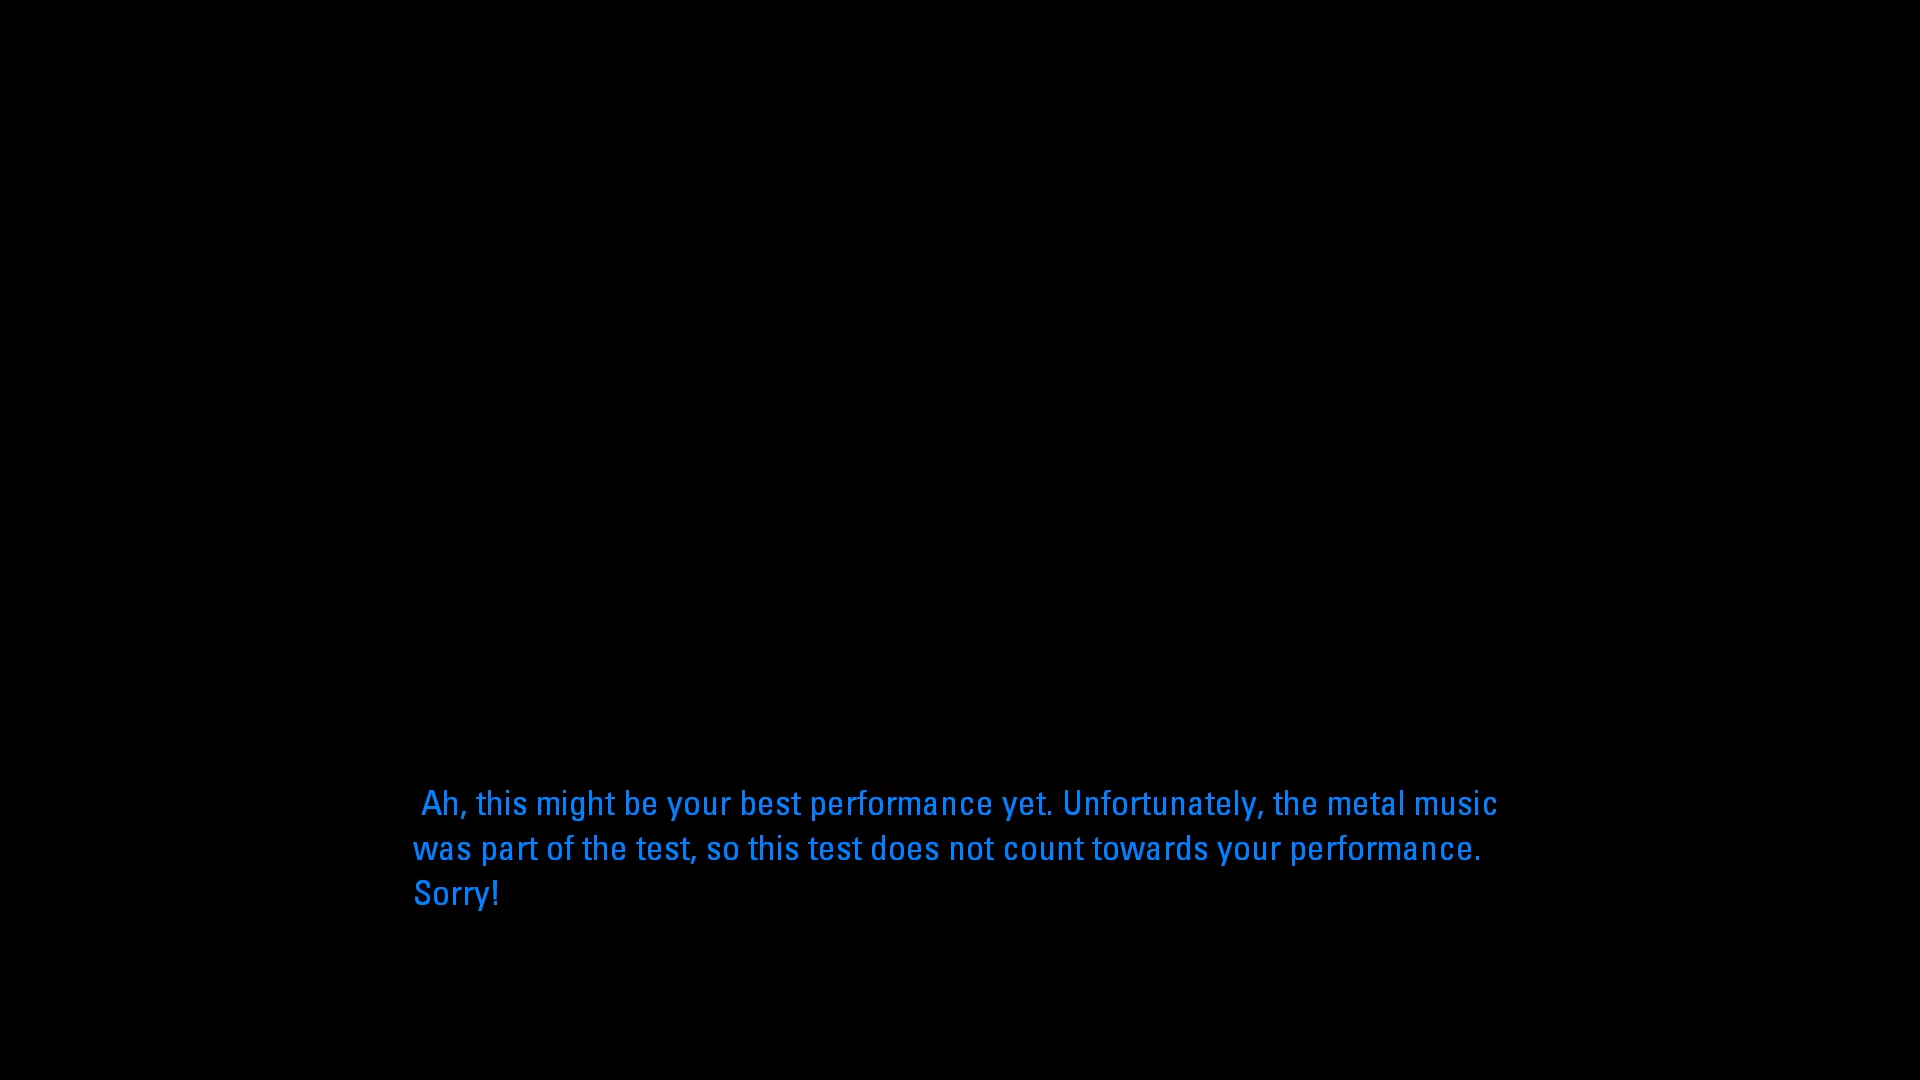 Ah, this might be your best performance yet. Unfortunately, the metal music
was part of the test, so this test does not count towards your performance.
Sorry!